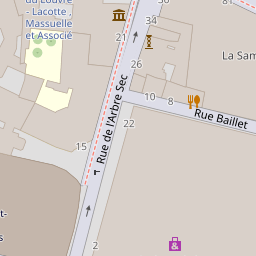 du Louvre
- Lacotte ,
Massuelle
et Associé
34
26
La Sam
10
8
Rue Baillet
22
Rue de l'Arbre Sec
15
2
t-
s